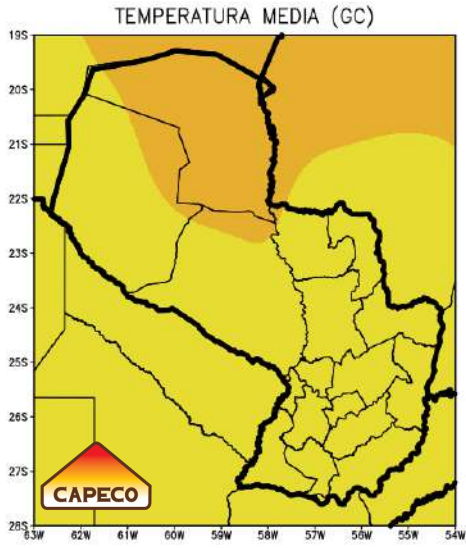 TEMPERATURA MEDIA (GC)
19S
20S
21S
22S
23S
24S
25S
26S
27S
28S
63W 62W 61W 60W 59W 58W 57W 56W 55W 54W
CAPECO